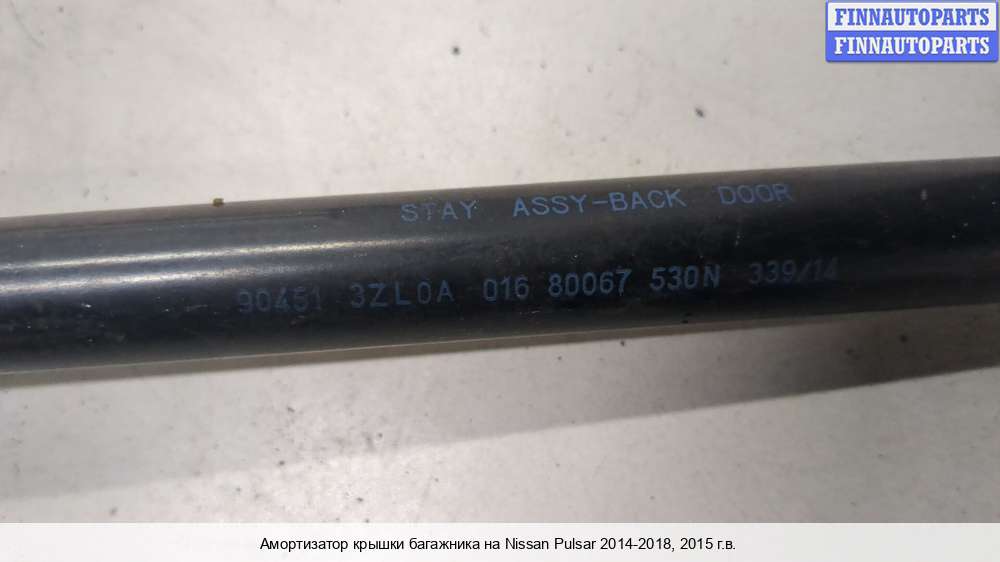 FINNAUTOPARTS
FINNAUTOPARTS
STAY ASSY-BACK DOOR
90451 3ZL0A 016 80067 530N 339/14
Амортизатор крышки багажника на Nissan Pulsar 2014-2018, 2015 г.в.